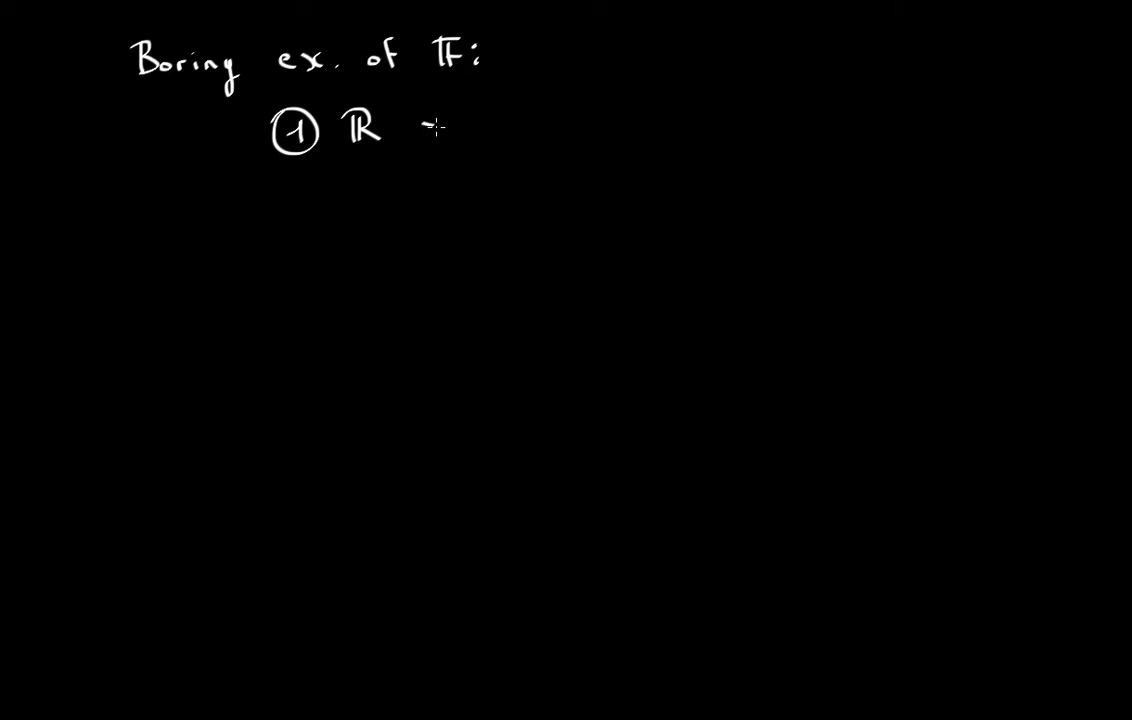 Boring ex. of 𝔽:
① ℝ